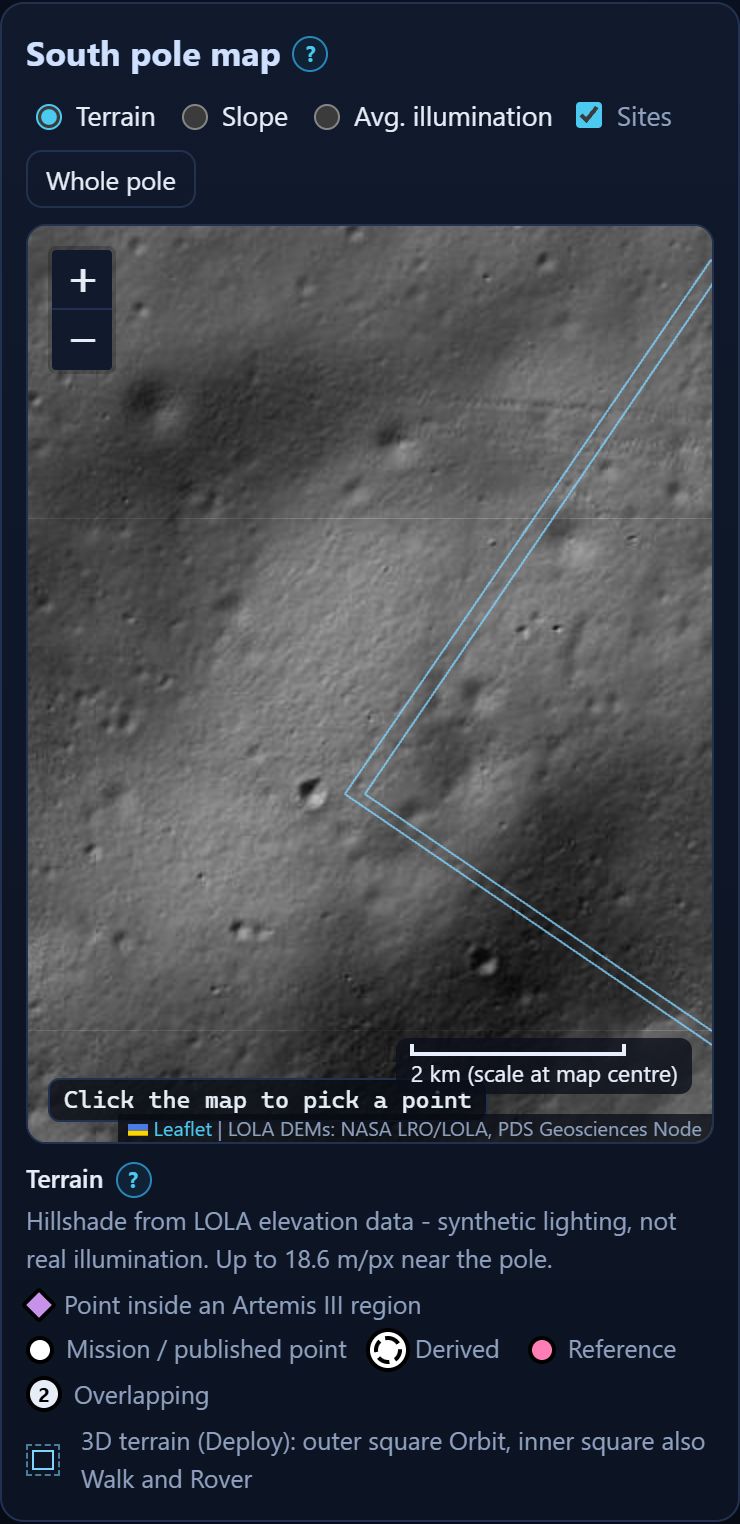 South pole map ?
Terrain Slope Avg. illumination Sites
Whole pole
+
−
2 km (scale at map centre)
Click the map to pick a point
Leaflet | LOLA DEMs: NASA LRO/LOLA, PDS Geosciences Node
Terrain ?
Hillshade from LOLA elevation data - synthetic lighting, not
real illumination. Up to 18.6 m/px near the pole.
Point inside an Artemis III region
Mission / published point Derived Reference
2 Overlapping
3D terrain (Deploy): outer square Orbit, inner square also
Walk and Rover